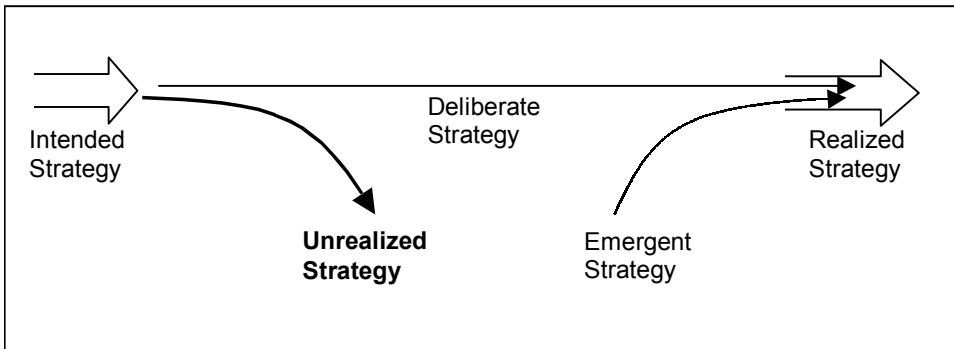 Deliberate
Strategy
Intended
Strategy
Realized
Strategy
Unrealized
Strategy
Emergent
Strategy